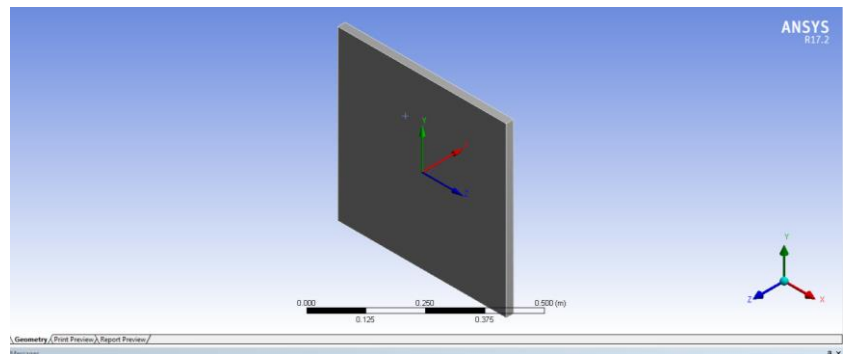 ANSYS
R17.2
Y
Z
Y
Z
X
0.000
0.250
0.500 (m)
0.125
0.375
Geometry
Print Preview
Report Preview